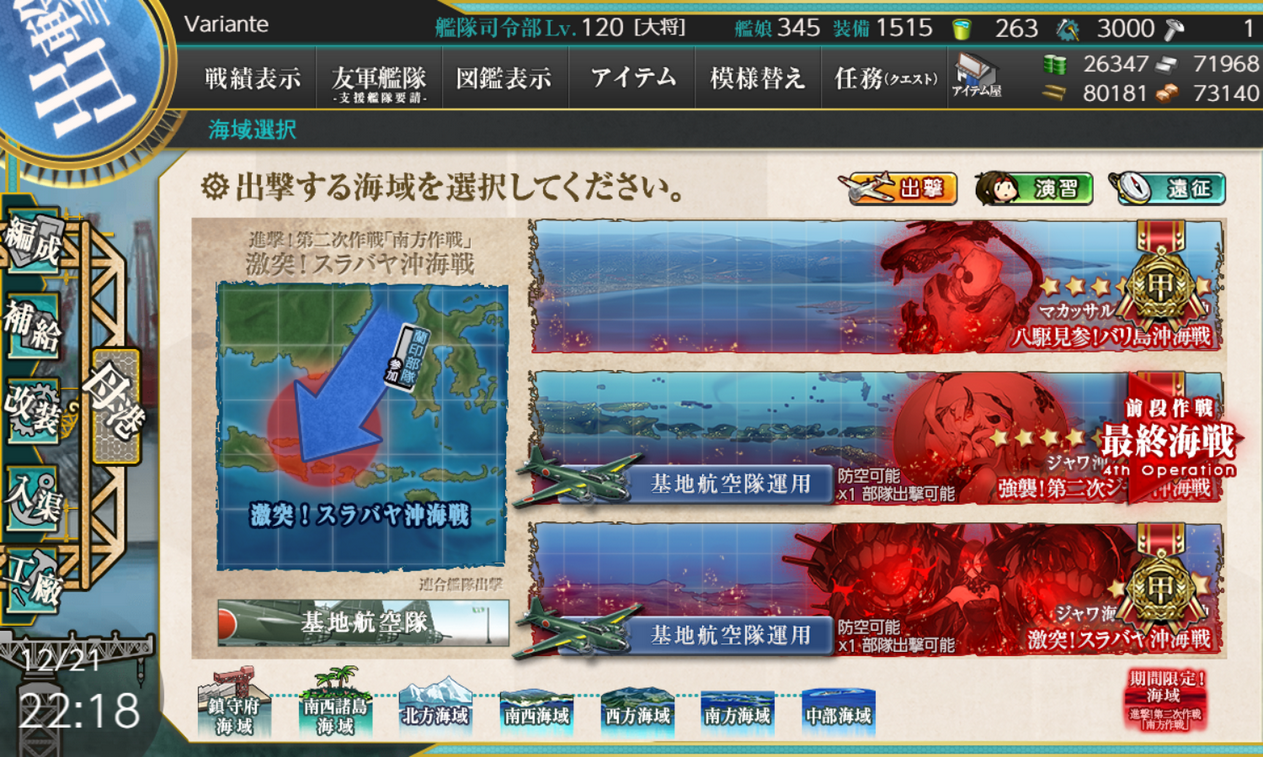 出撃
Variante
艦隊司令部Lv.120 [大将]
艦娘 345 装備 1515
263
3000
1
戦績表示
友軍艦隊
-支援艦隊要請-
図鑑表示
アイテム
模様替え
任務(クエスト)
アイテム屋
26347
71968
80181
73140
海域選択
出撃する海域を選択してください。
出撃
演習
遠征
編成
補給
改装
入渠
工廠
母港
進撃!第二次作戦「南方作戦」
激突!スラバヤ沖海戦
蘭印部隊
参加
激突!スラバヤ沖海戦
連合艦隊出撃
基地航空隊
甲
マカッサル
八駆見参!バリ島沖海戦
前段作戦
最終海戦
4th Operation
ジャワ
強襲!第二次ジ
沖海戦
基地航空隊運用
防空可能
x1 部隊出撃可能
甲
ジャワ海
激突!スラバヤ沖海戦
基地航空隊運用
防空可能
x1 部隊出撃可能
12/21
22:18
鎮守府
海域
南西諸島
海域
北方海域
南西海域
西方海域
南方海域
中部海域
期間限定!
海域
進撃!第二次作戦
「南方作戦」